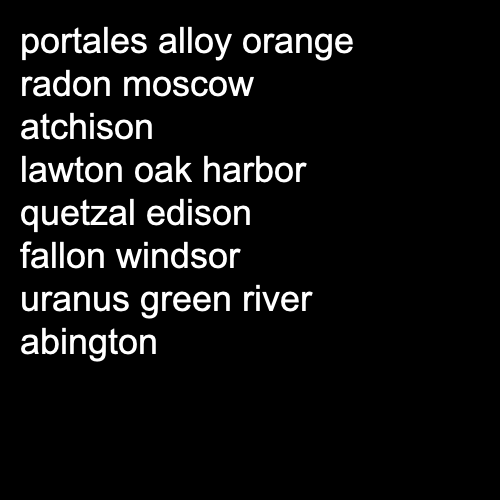 portales alloy orange
radon moscow
atchison
lawton oak harbor
quetzal edison
fallon windsor
uranus green river
abington